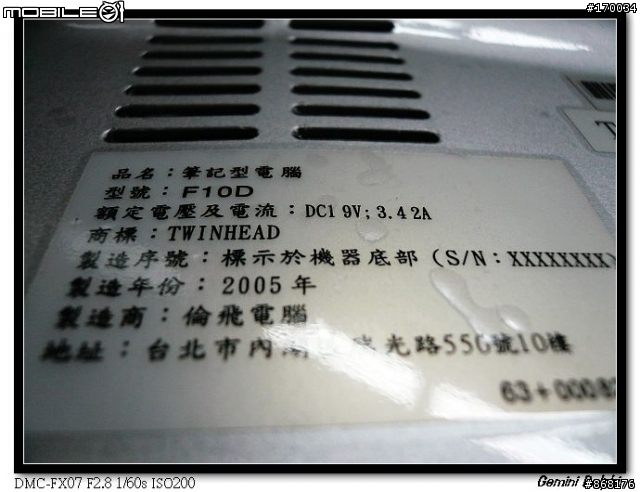 MOBILE01
#170034
T
品名：筆記型電腦
型號：F10D
額定電壓及電流：DC19V;3.42A
商標：TWINHEAD
製造序號：標示於機器底部(S/N：XXXXXXXX)
製造年份：2005年
製造商：倫飛電腦
地址：台北市內湖 光路550號10樓
63+0008
DMC-FX07 F2.8 1/60s ISO200
Gemini
#868176